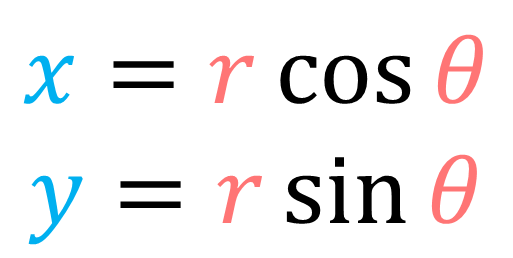 x = r cos θ
y = r sin θ